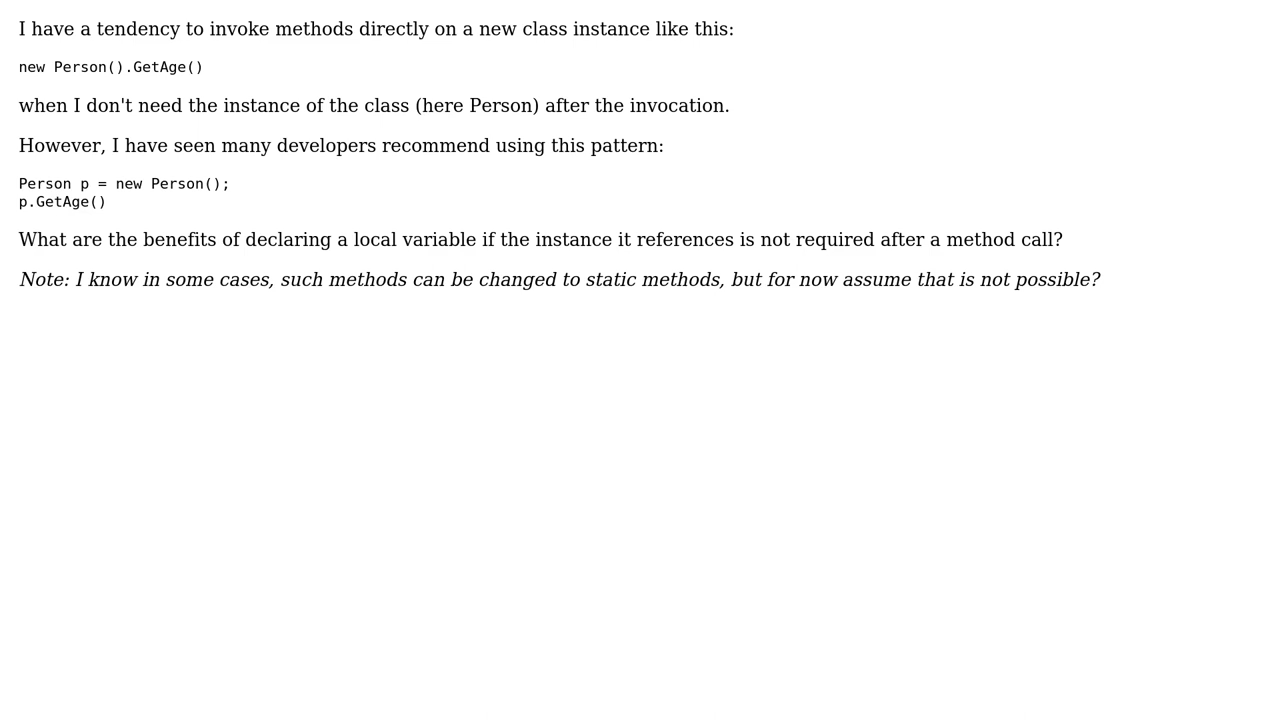 I have a tendency to invoke methods directly on a new class instance like this:
new Person().GetAge()
when I don't need the instance of the class (here Person) after the invocation.
However, I have seen many developers recommend using this pattern:
Person p = new Person();
p.GetAge()
What are the benefits of declaring a local variable if the instance it references is not required after a method call?
Note: I know in some cases, such methods can be changed to static methods, but for now assume that is not possible?